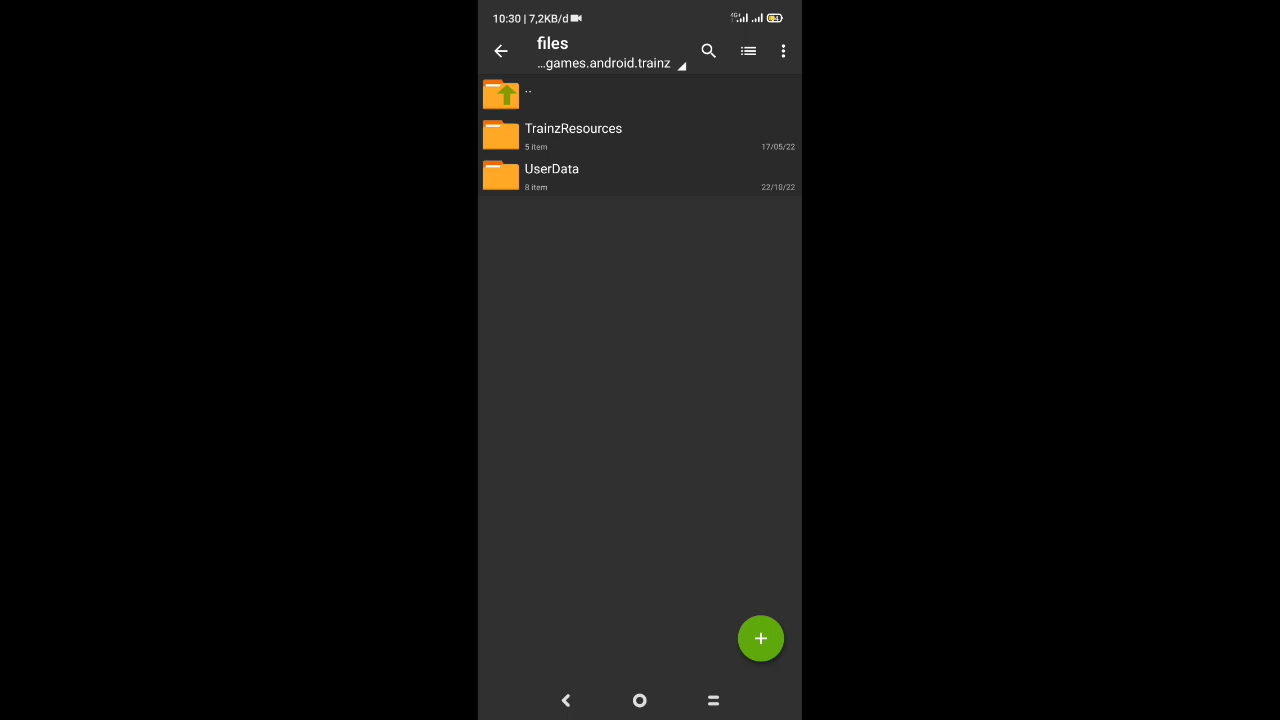 10:30 | 7,2KB/d
4G+
files
...games.android.trainz
..
TrainzResources
5 item
17/05/22
UserData
8 item
22/10/22